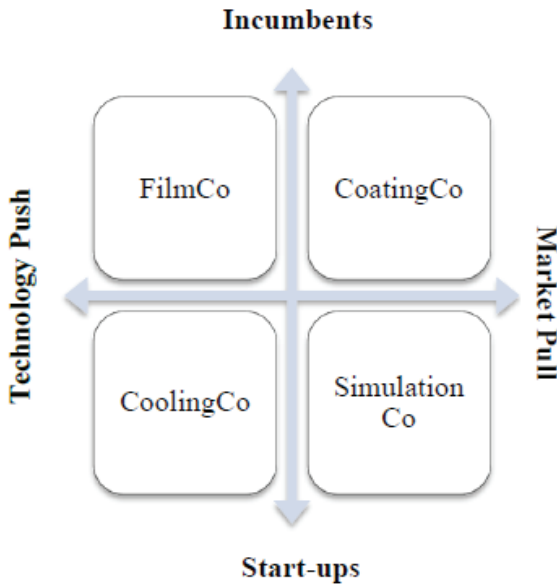 Incumbents
FilmCo
CoatingCo
Technology Push
Market Pull
CoolingCo
Simulation
Co
Start-ups